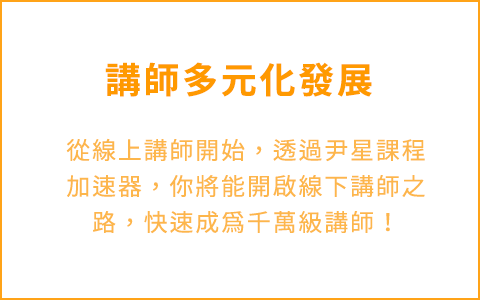 講師多元化發展
從線上講師開始，透過尹星課程
加速器，你將能開啟線下講師之
路，快速成為千萬級講師！